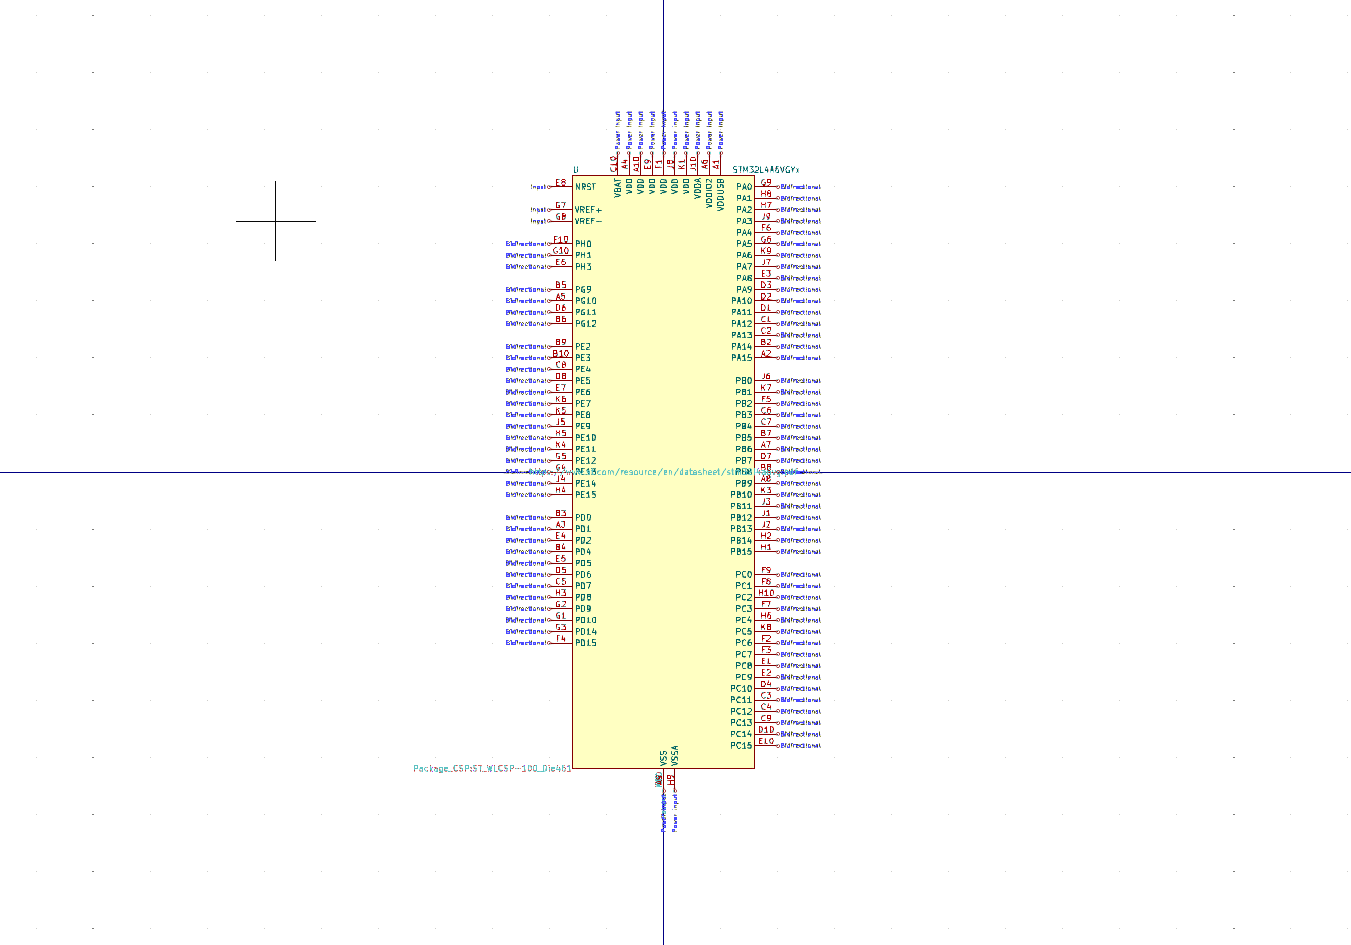 Power Input Power Input Power Input Power Input Power Input Power Input Power Input Power Input Power Input Power Input
C10 A4 A10 E9 F1 J8 K1 J10 A6 A1
U STM32L4A6VGYx
VBAT VDD VDD VDD VDD VDD VDD VDDA VDDIO2 VDDUSB
Input E8 NRST PA0 G9 Bidirectional
PA1 H8 Bidirectional
Input G7 VREF+ PA2 H7 Bidirectional
Input G8 VREF- PA3 J9 Bidirectional
PA4 F6 Bidirectional
Bidirectional F10 PH0 PA5 G6 Bidirectional
Bidirectional G10 PH1 PA6 K9 Bidirectional
Bidirectional E6 PH3 PA7 J7 Bidirectional
PA8 E3 Bidirectional
Bidirectional B5 PG9 PA9 D3 Bidirectional
Bidirectional A5 PG10 PA10 D2 Bidirectional
Bidirectional D6 PG11 PA11 D1 Bidirectional
Bidirectional B6 PG12 PA12 C1 Bidirectional
PA13 C2 Bidirectional
Bidirectional B9 PE2 PA14 B2 Bidirectional
Bidirectional B10 PE3 PA15 A2 Bidirectional
Bidirectional C8 PE4
Bidirectional D8 PE5 PB0 J6 Bidirectional
Bidirectional E7 PE6 PB1 K7 Bidirectional
Bidirectional K6 PE7 PB2 F5 Bidirectional
Bidirectional K5 PE8 PB3 C6 Bidirectional
Bidirectional J5 PE9 PB4 C7 Bidirectional
Bidirectional H5 PE10 PB5 B7 Bidirectional
Bidirectional K4 PE11 PB6 A7 Bidirectional
Bidirectional G5 PE12 PB7 D7 Bidirectional
Bidirectional G4 PE13 PB8 B8 Bidirectional
Bidirectional J4 PE14 PB9 A8 Bidirectional
Bidirectional H4 PE15 PB10 K3 Bidirectional
PB11 J3 Bidirectional
Bidirectional B3 PD0 PB12 J1 Bidirectional
Bidirectional A3 PD1 PB13 J2 Bidirectional
Bidirectional E4 PD2 PB14 H2 Bidirectional
Bidirectional B4 PD4 PB15 H1 Bidirectional
Bidirectional E5 PD5
Bidirectional D5 PD6 PC0 F9 Bidirectional
Bidirectional C5 PD7 PC1 F8 Bidirectional
Bidirectional H3 PD8 PC2 H10 Bidirectional
Bidirectional G2 PD9 PC3 F7 Bidirectional
Bidirectional G1 PD10 PC4 H6 Bidirectional
Bidirectional G3 PD14 PC5 K8 Bidirectional
Bidirectional F4 PD15 PC6 F2 Bidirectional
PC7 F3 Bidirectional
PC8 E1 Bidirectional
PC9 E2 Bidirectional
PC10 D4 Bidirectional
PC11 C3 Bidirectional
PC12 C4 Bidirectional
PC13 C9 Bidirectional
PC14 D10 Bidirectional
PC15 E10 Bidirectional
VSS VSSA
Package_CSP:ST_WLCSP-100_Die461
H9
Power Input Power Input